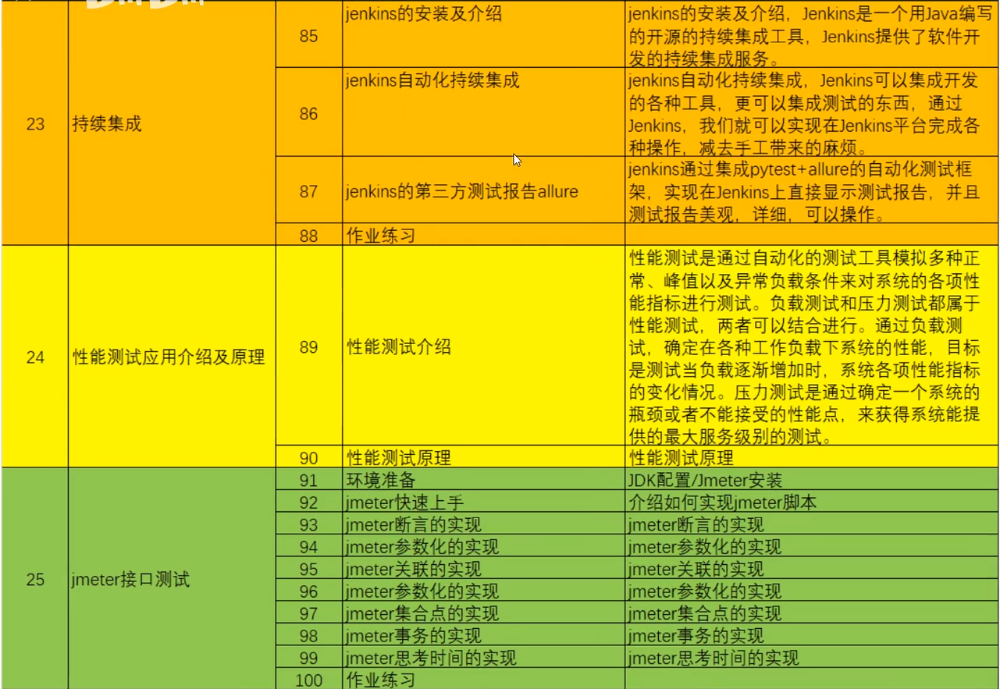 jenkins的安装及介绍
85
jenkins的安装及介绍，Jenkins是一个用Java编写
的开源的持续集成工具，Jenkins提供了软件开
发的持续集成服务。
23
持续集成
86
jenkins自动化持续集成
jenkins自动化持续集成，Jenkins可以集成开发
的各种工具，更可以集成测试的东西，通过
Jenkins，我们就可以实现在Jenkins平台完成各
种操作，减去手工带来的麻烦。
87
jenkins的第三方测试报告allure
jenkins通过集成pytest+allure的自动化测试框
架，实现在Jenkins上直接显示测试报告，并且
测试报告美观，详细，可以操作。
88
作业练习
24
性能测试应用介绍及原理
89
性能测试介绍
性能测试是通过自动化的测试工具模拟多种正
常、峰值以及异常负载条件来对系统的各项性
能指标进行测试。负载测试和压力测试都属于
性能测试，两者可以结合进行。通过负载测
试，确定在各种工作负载下系统的性能，目标
是测试当负载逐渐增加时，系统各项性能指标
的变化情况。压力测试是通过确定一个系统的
瓶颈或者不能接受的性能点，来获得系统能提
供的最大服务级别的测试。
90
性能测试原理
性能测试原理
25
jmeter接口测试
91
环境准备
JDK配置/Jmeter安装
92
jmeter快速上手
介绍如何实现jmeter脚本
93
jmeter断言的实现
jmeter断言的实现
94
jmeter参数化的实现
jmeter参数化的实现
95
jmeter关联的实现
jmeter关联的实现
96
jmeter参数化的实现
jmeter参数化的实现
97
jmeter集合点的实现
jmeter集合点的实现
98
jmeter事务的实现
jmeter事务的实现
99
jmeter思考时间的实现
jmeter思考时间的实现
100
作业练习